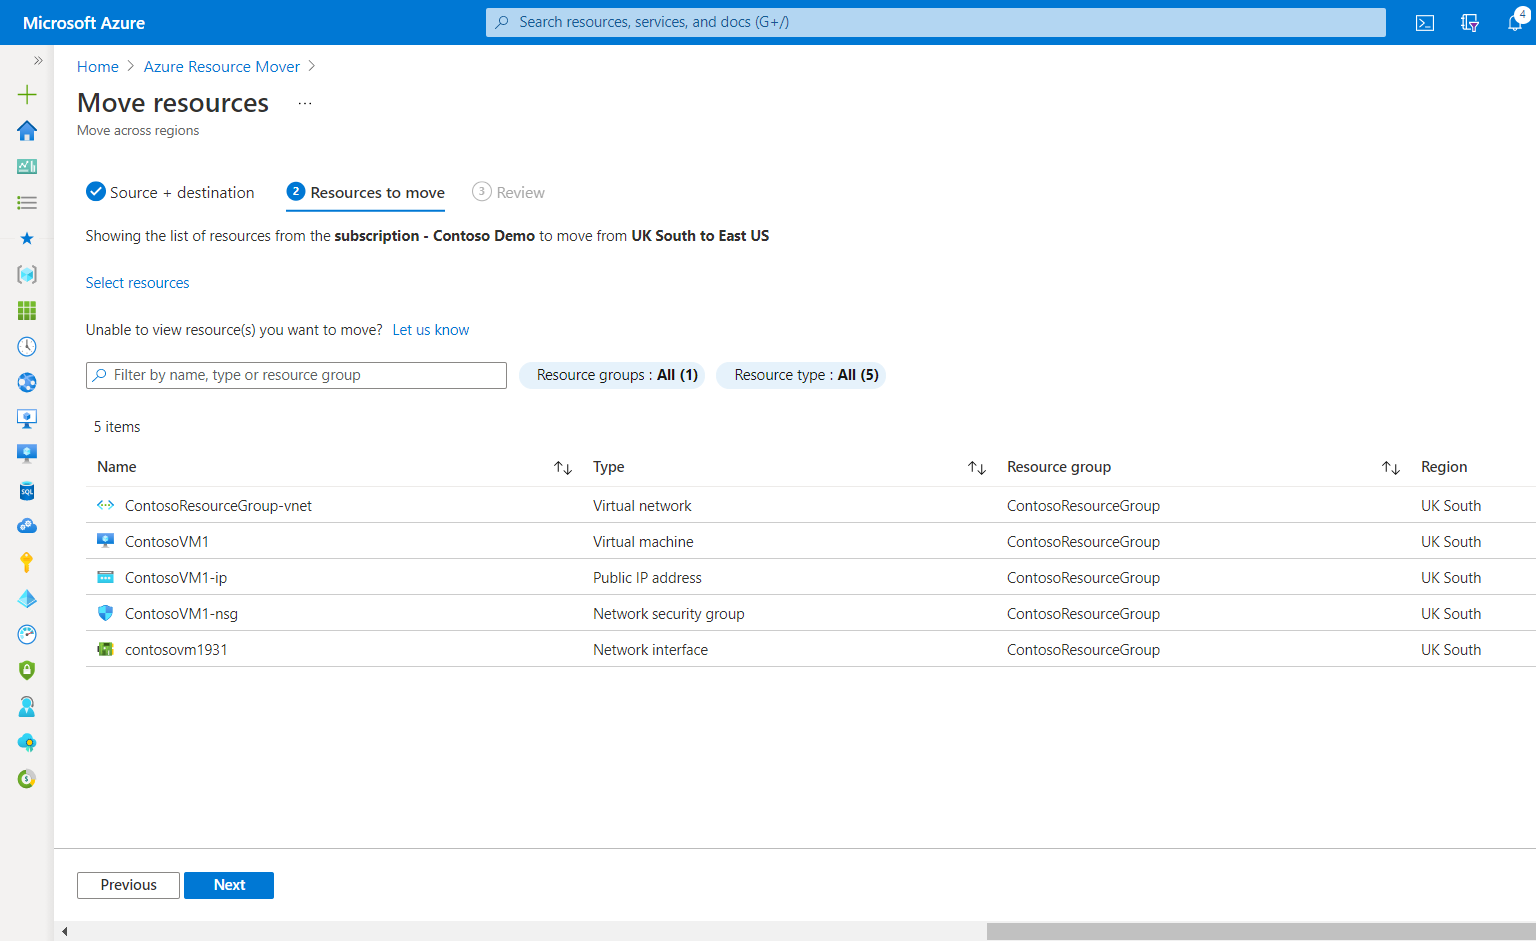 Microsoft Azure
Search resources, services, and docs (G+/)
4
Home > Azure Resource Mover >
Move resources ...
Move across regions
Source + destination
2 Resources to move
3 Review
Showing the list of resources from the subscription - Contoso Demo to move from UK South to East US
Select resources
Unable to view resource(s) you want to move? Let us know
Filter by name, type or resource group
Resource groups : All (1)
Resource type : All (5)
5 items
Name Type Resource group Region
ContosoResourceGroup-vnet Virtual network ContosoResourceGroup UK South
ContosoVM1 Virtual machine ContosoResourceGroup UK South
ContosoVM1-ip Public IP address ContosoResourceGroup UK South
ContosoVM1-nsg Network security group ContosoResourceGroup UK South
contosovm1931 Network interface ContosoResourceGroup UK South
SQL
Previous
Next